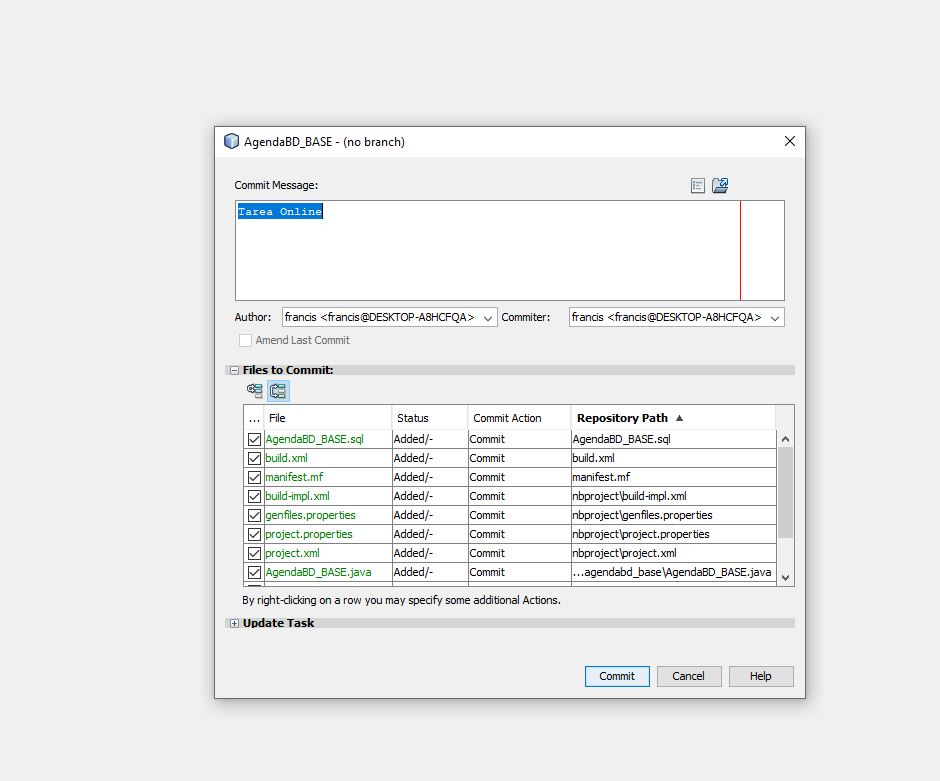 AgendaBD_BASE - (no branch)
Commit Message:
Tarea Online
Author: francis <francis@DESKTOP-A8HCFQA> Commiter: francis <francis@DESKTOP-A8HCFQA>
Amend Last Commit
Files to Commit:
... File Status Commit Action Repository Path
AgendaBD_BASE.sql Added/- Commit AgendaBD_BASE.sql
build.xml Added/- Commit build.xml
manifest.mf Added/- Commit manifest.mf
build-impl.xml Added/- Commit nbproject\build-impl.xml
genfiles.properties Added/- Commit nbproject\genfiles.properties
project.properties Added/- Commit nbproject\project.properties
project.xml Added/- Commit nbproject\project.xml
AgendaBD_BASE.java Added/- Commit ...agendabd_base\AgendaBD_BASE.java
By right-clicking on a row you may specify some additional Actions.
Update Task
Commit Cancel Help